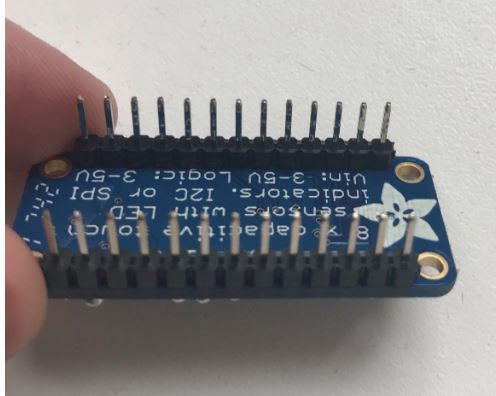 8 x capacitive touch
sensors with LED
indicators. I2C or SPI
Vin: 3-5V Logic: 3-5V